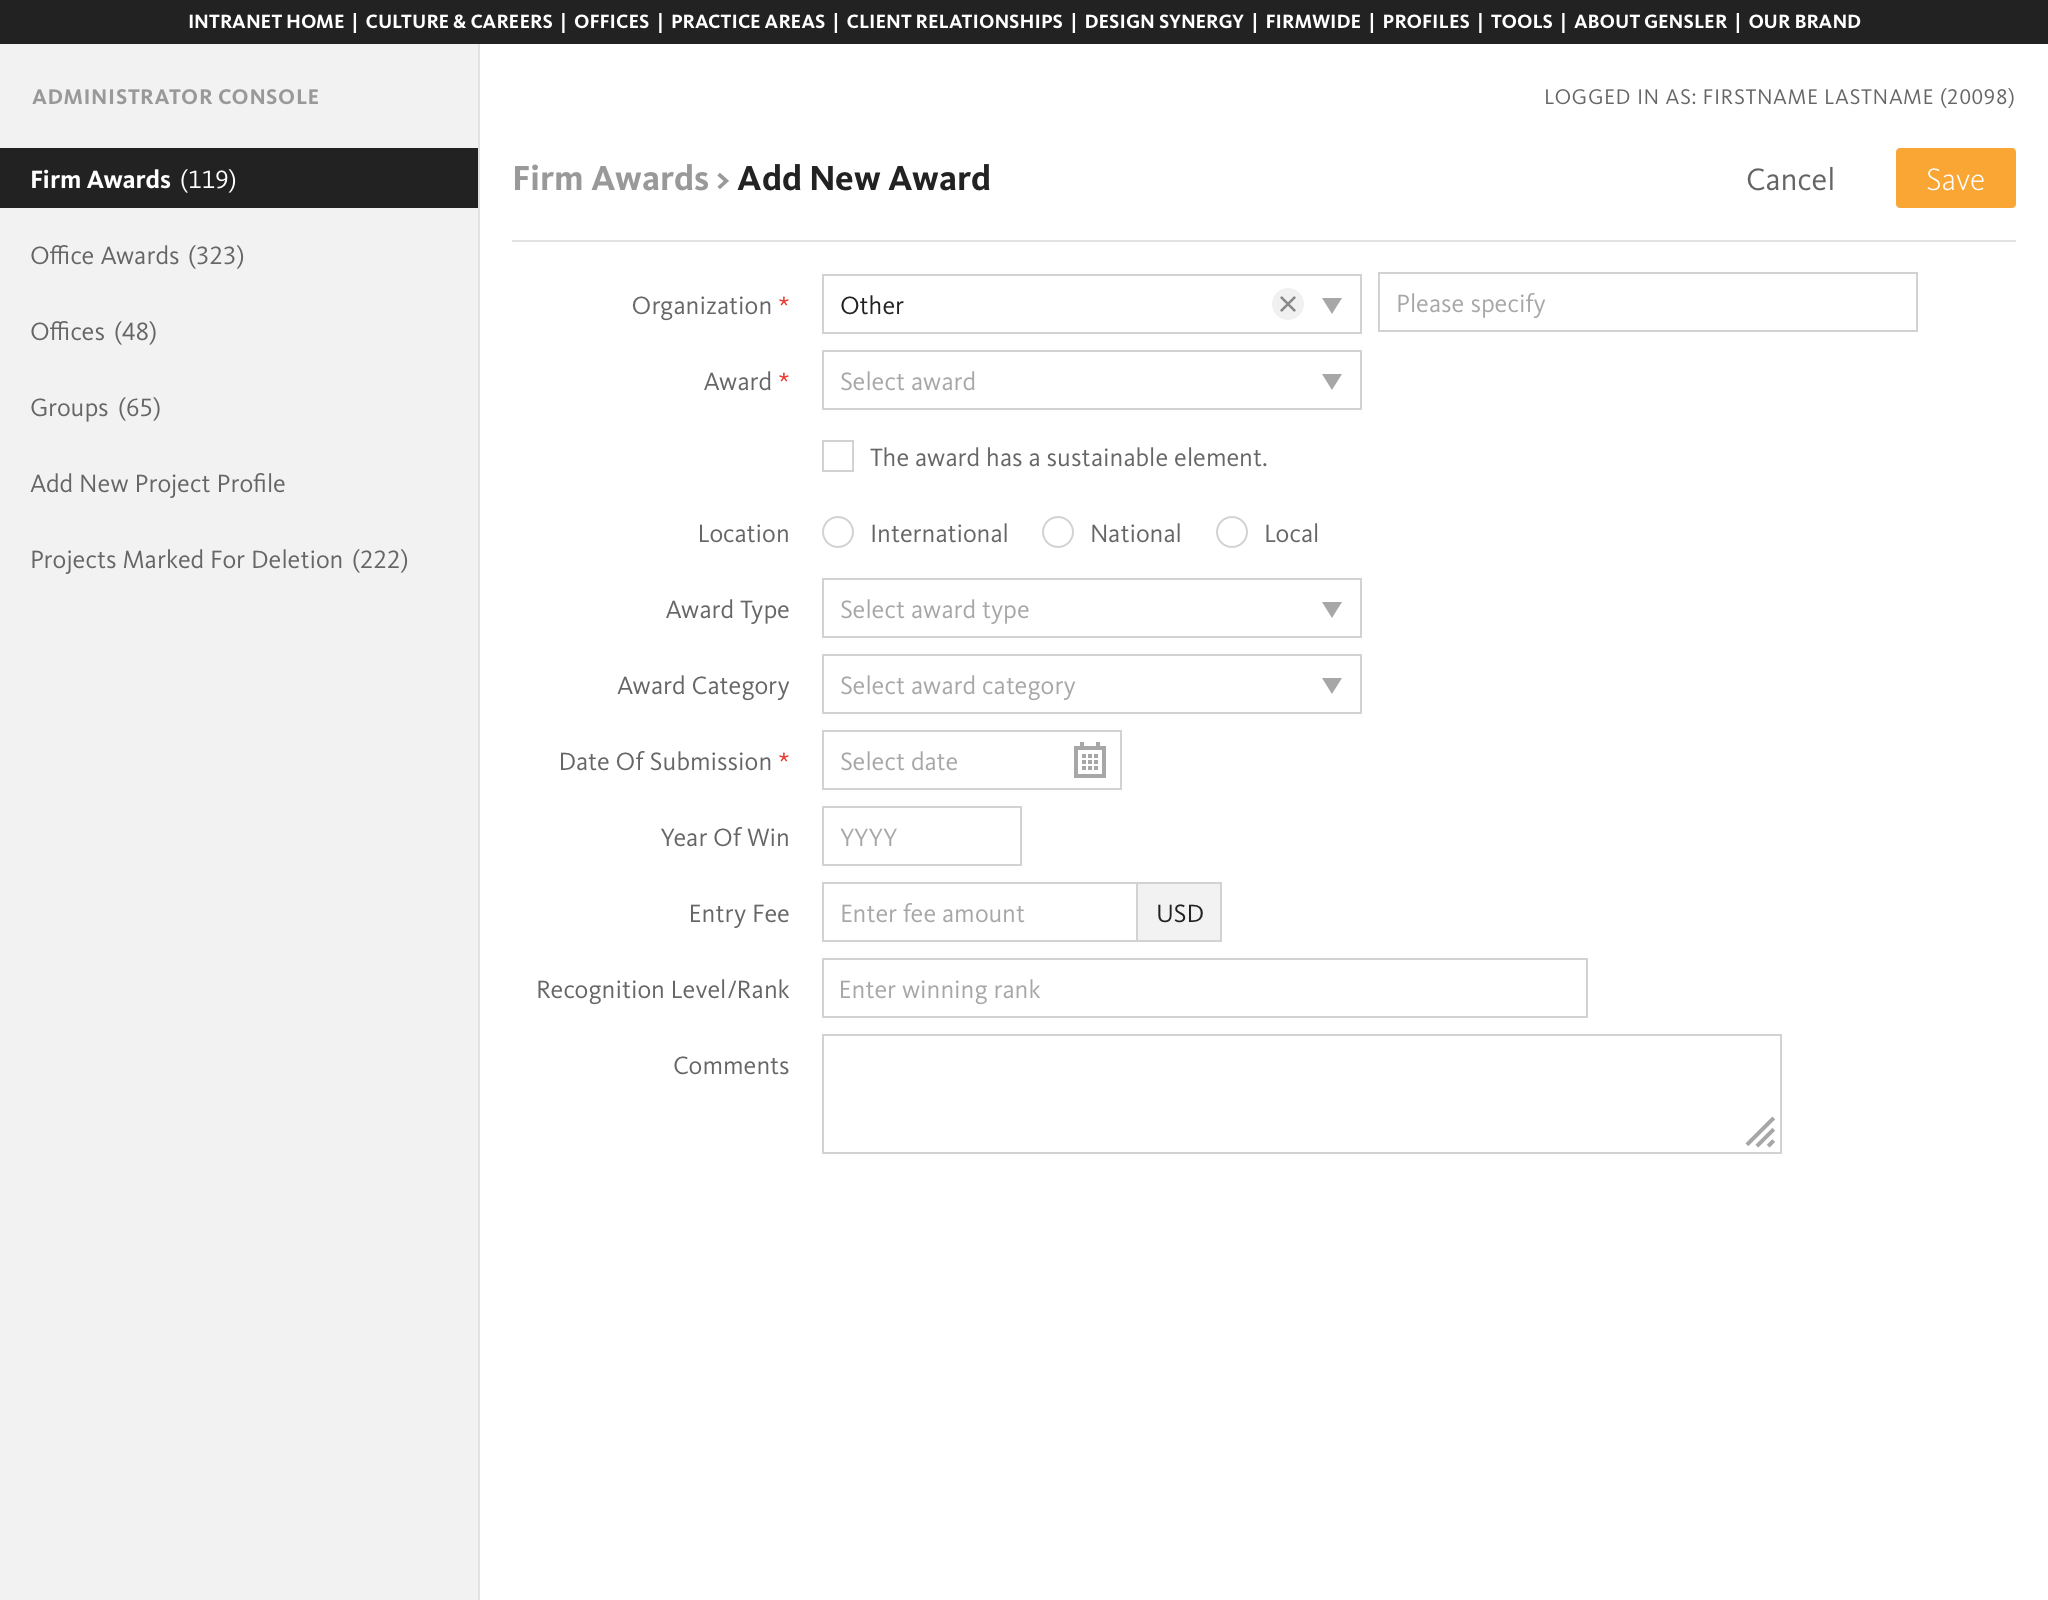 INTRANET HOME | CULTURE & CAREERS | OFFICES | PRACTICE AREAS | CLIENT RELATIONSHIPS | DESIGN SYNERGY | FIRMWIDE | PROFILES | TOOLS | ABOUT GENSLER | OUR BRAND
ADMINISTRATOR CONSOLE
LOGGED IN AS: FIRSTNAME LASTNAME (20098)
Firm Awards (119)
Office Awards (323)
Offices (48)
Groups (65)
Add New Project Profile
Projects Marked For Deletion (222)
Firm Awards > Add New Award
Cancel
Save
Organization * Other Please specify
Award * Select award
The award has a sustainable element.
Location International National Local
Award Type Select award type
Award Category Select award category
Date Of Submission * Select date
Year Of Win YYYY
Entry Fee Enter fee amount USD
Recognition Level/Rank Enter winning rank
Comments